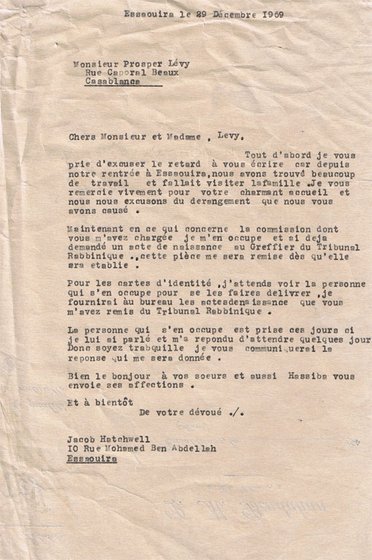 Essaouira le 29 Décembre 1969
Monsieur Prosper Lévy
Rue Caporal Beaux
Casablanca
Chers Monsieur et Madame , Levy.
Tout d'abord je vous
prie d'excuser le retard à vous écrire car depuis
notre rentrée à Essaouira,nous avons trouvé beaucoup
de travail et fallait visiter lafamille .Je vous
remercie vivement pour votre charmant accueil et
nous nous excusons du derangement que nous vous
avons causé .
Maintenant en ce qui concerne la commission dont
vous m'avez chargée je m'en occupe et ai deja
demandé un acte de naissance au Greffier du Tribunal
Rabbinique .,cette pièce me sera remise dès qu'elle
sera etablie .
Pour les cartes d'identité ,j'attends voir la personne
qui s'en occupe pour se les faires delivrer ,je
fournirai au bureau les actesdenaissance que vous
m'avez remis du Tribunal Rabbinique .
La personne qui s'en occupe est prise ces jours ci
je lui ai parlé et m'a repondu d'attendre quelques jour
Donc soyez tranquille je vous communiquerai le
reponse qui me sera donnée .
Bien le bonjour à vos soeurs et aussi Hassiba vous
envoie ses affections .
Et à bientôt
De votre dévoué ./.
Jacob Hatchwell
IO Rue Mohamed Ben Abdellah
Essaouira